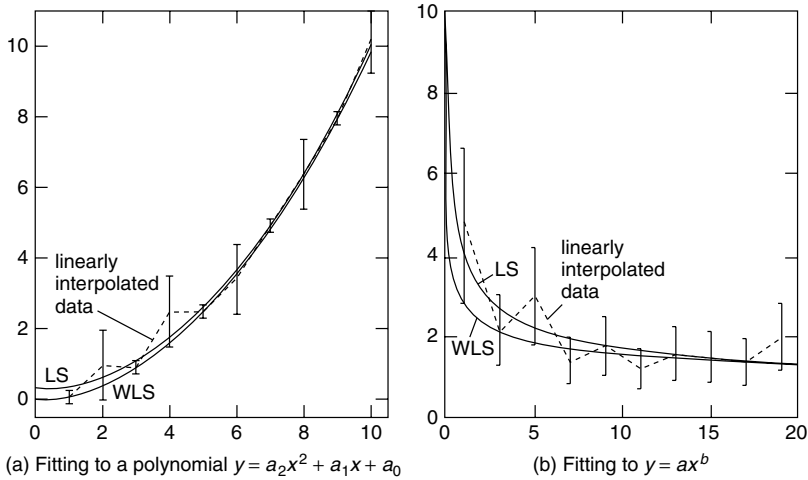 10
8
6
4
2
0
linearly
interpolated
data
LS
WLS
0 2 4 6 8 10
(a) Fitting to a polynomial y = a₂x² + a₁x + a₀
10
8
6
4
2
0
LS
linearly
interpolated
data
WLS
0 5 10 15 20
(b) Fitting to y = axᵇ